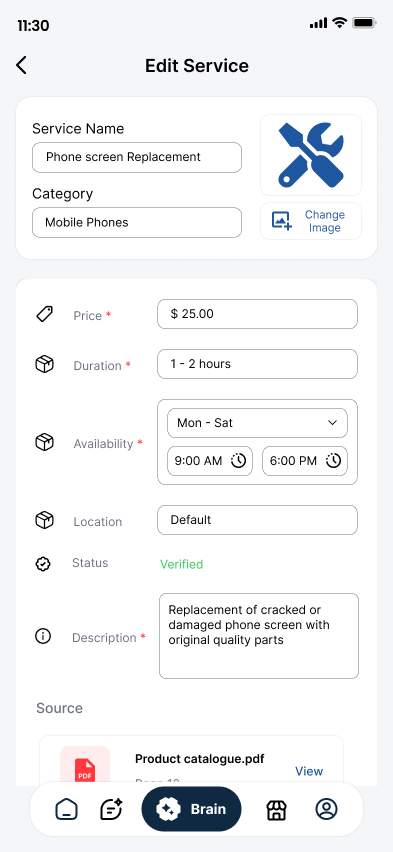 11:30
Edit Service
Service Name
Phone screen Replacement
Category
Mobile Phones
Change
Image
Price *
$ 25.00
Duration *
1 - 2 hours
Availability *
Mon - Sat
9:00 AM
6:00 PM
Location
Default
Status
Verified
Description *
Replacement of cracked or
damaged phone screen with
original quality parts
Source
PDF
Product catalogue.pdf
View
Brain